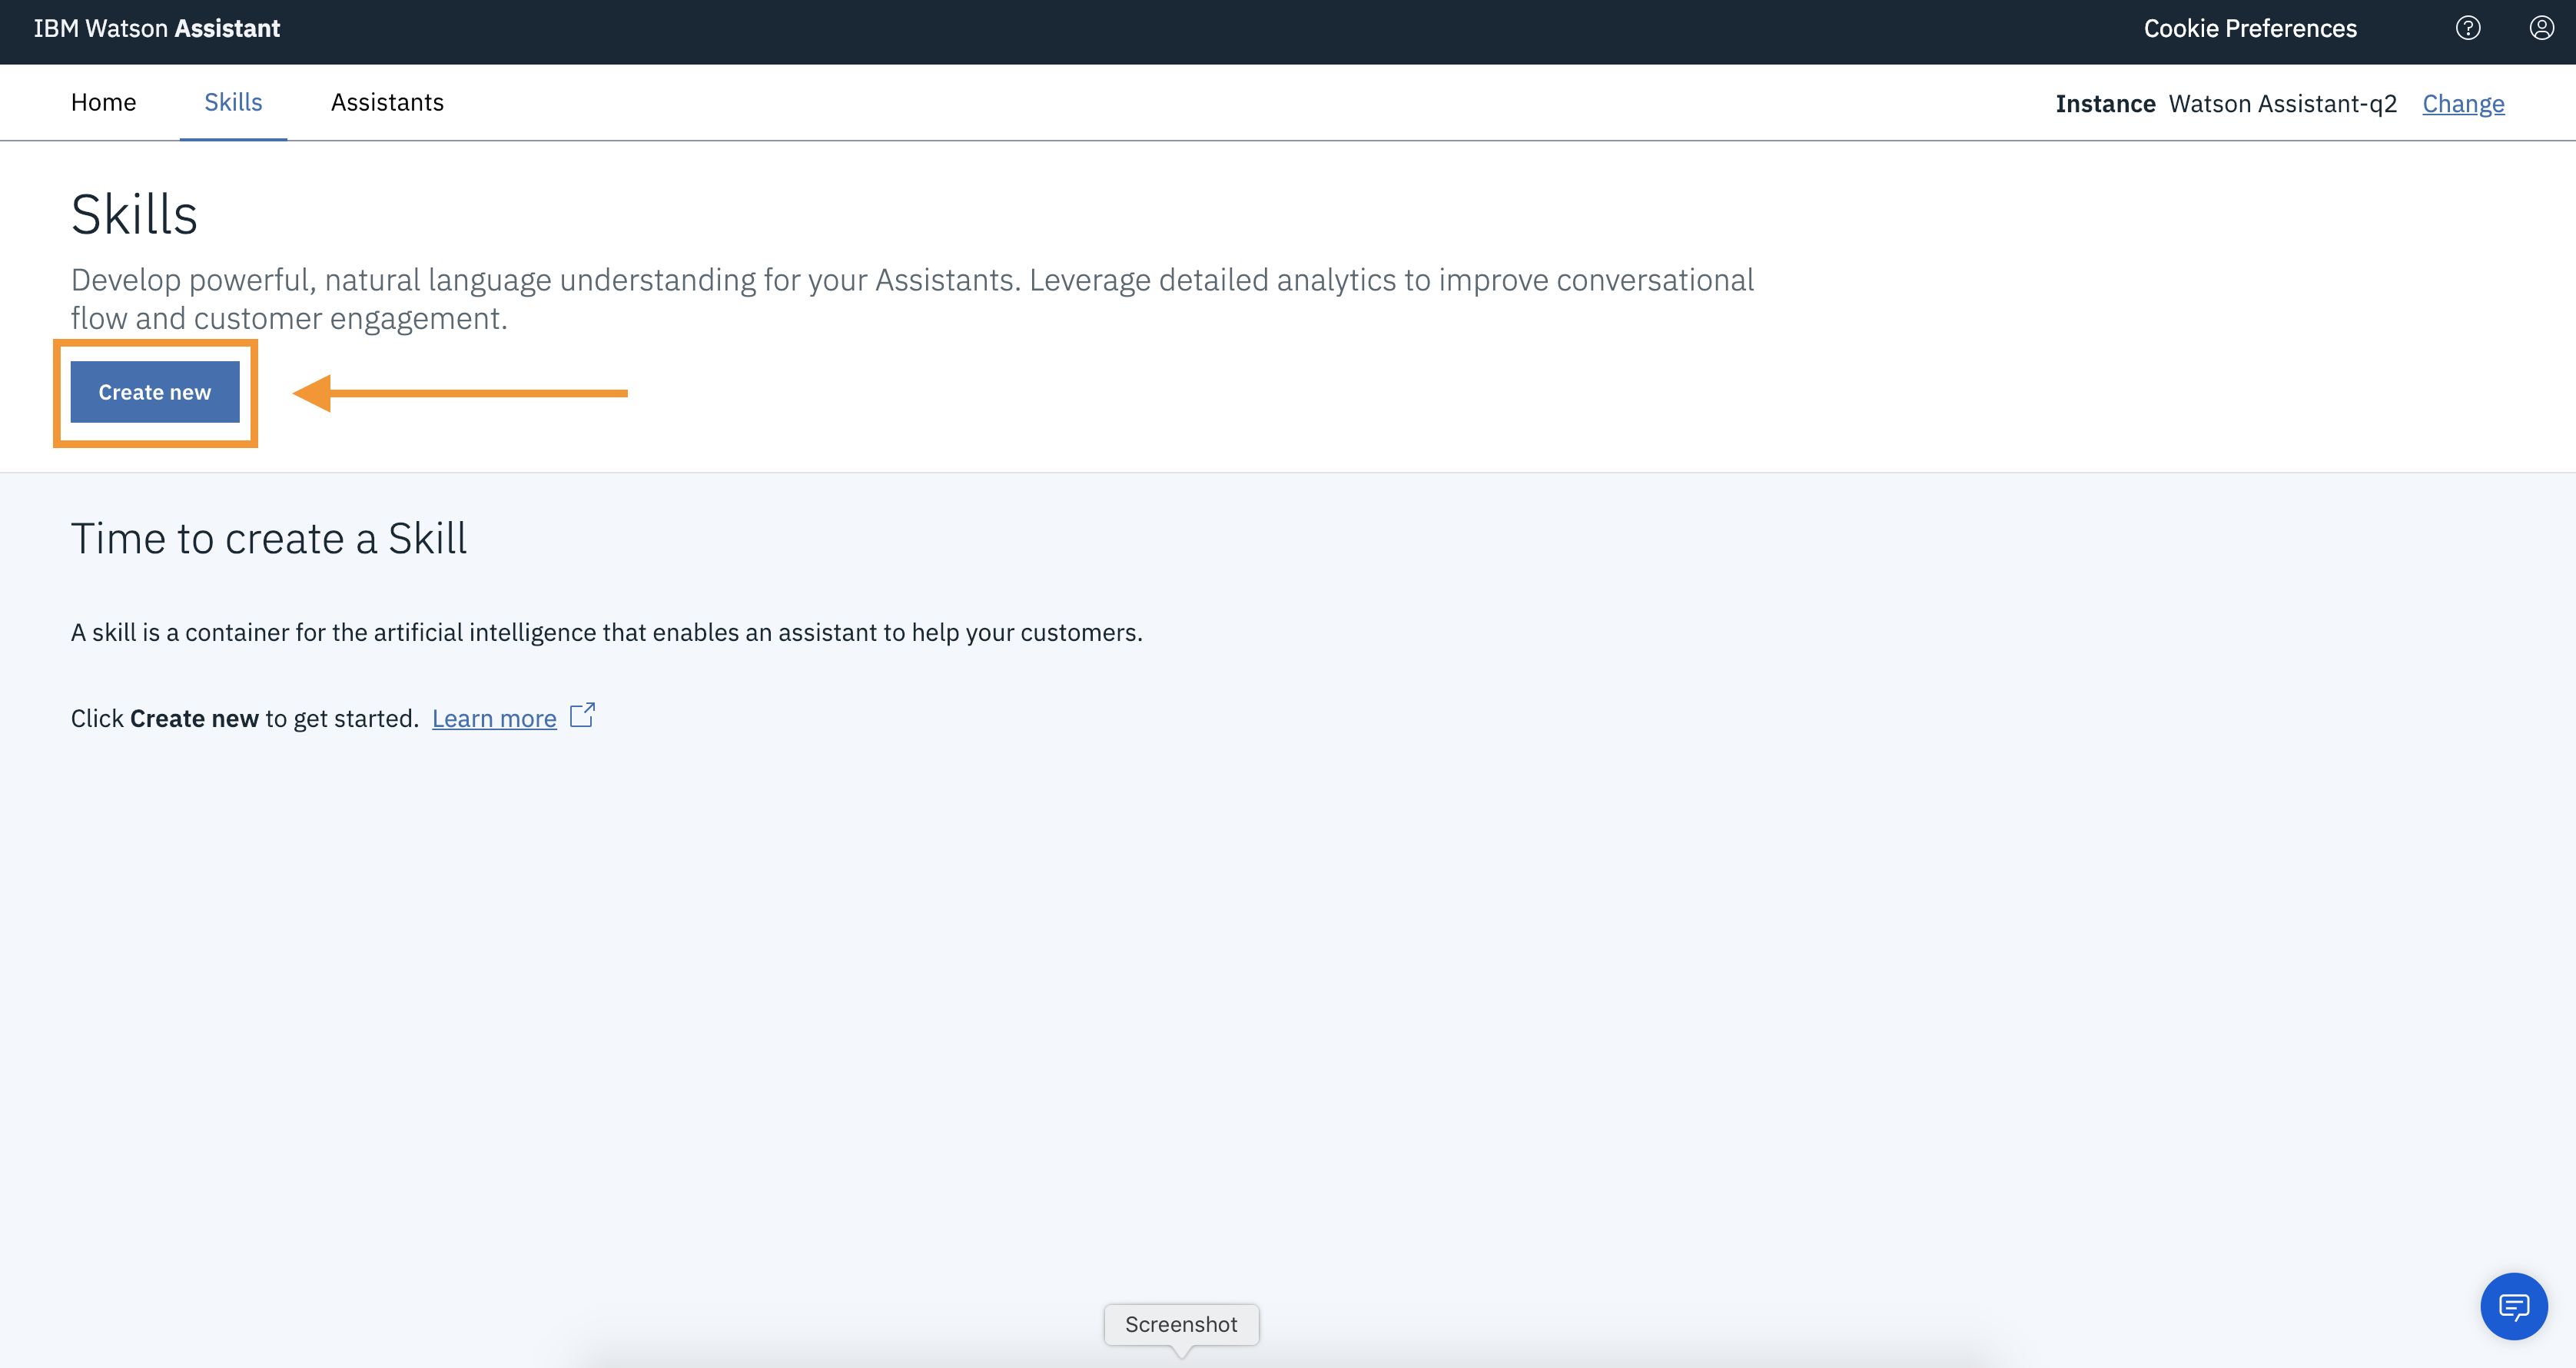 IBM Watson Assistant
Cookie Preferences
Home
Skills
Assistants
Instance Watson Assistant-q2 Change
Skills
Develop powerful, natural language understanding for your Assistants. Leverage detailed analytics to improve conversational
flow and customer engagement.
Create new
Time to create a Skill
A skill is a container for the artificial intelligence that enables an assistant to help your customers.
Click Create new to get started. Learn more
Screenshot